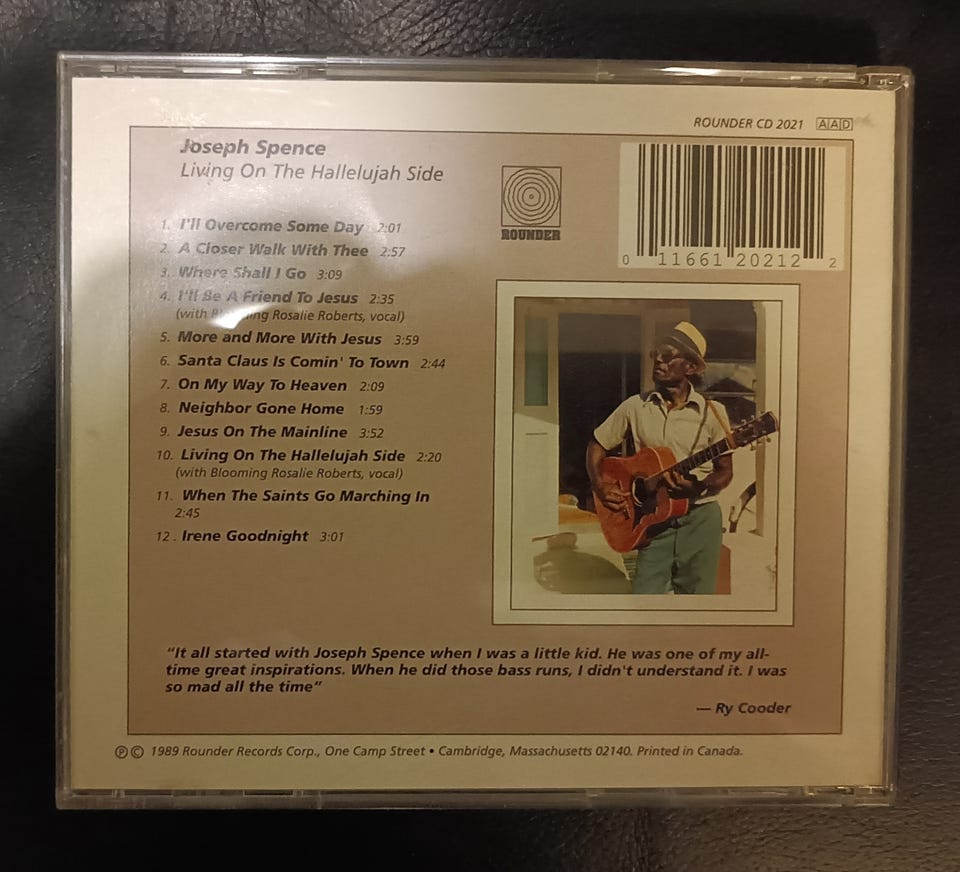 ROUNDER CD 2021 AAD
Joseph Spence
Living On The Hallelujah Side
ROUNDER
0 11661 20212 2
1. I'll Overcome Some Day 2:01
2. A Closer Walk With Thee 2:57
3. Where Shall I Go 3:09
4. I'll Be A Friend To Jesus 2:35
(with Blooming Rosalie Roberts, vocal)
5. More and More With Jesus 3:59
6. Santa Claus Is Comin' To Town 2:44
7. On My Way To Heaven 2:09
8. Neighbor Gone Home 1:59
9. Jesus On The Mainline 3:52
10. Living On The Hallelujah Side 2:20
(with Blooming Rosalie Roberts, vocal)
11. When The Saints Go Marching In
2:45
12. Irene Goodnight 3:01
“It all started with Joseph Spence when I was a little kid. He was one of my all-
time great inspirations. When he did those bass runs, I didn't understand it. I was
so mad all the time”
— Ry Cooder
℗ © 1989 Rounder Records Corp., One Camp Street • Cambridge, Massachusetts 02140. Printed in Canada.